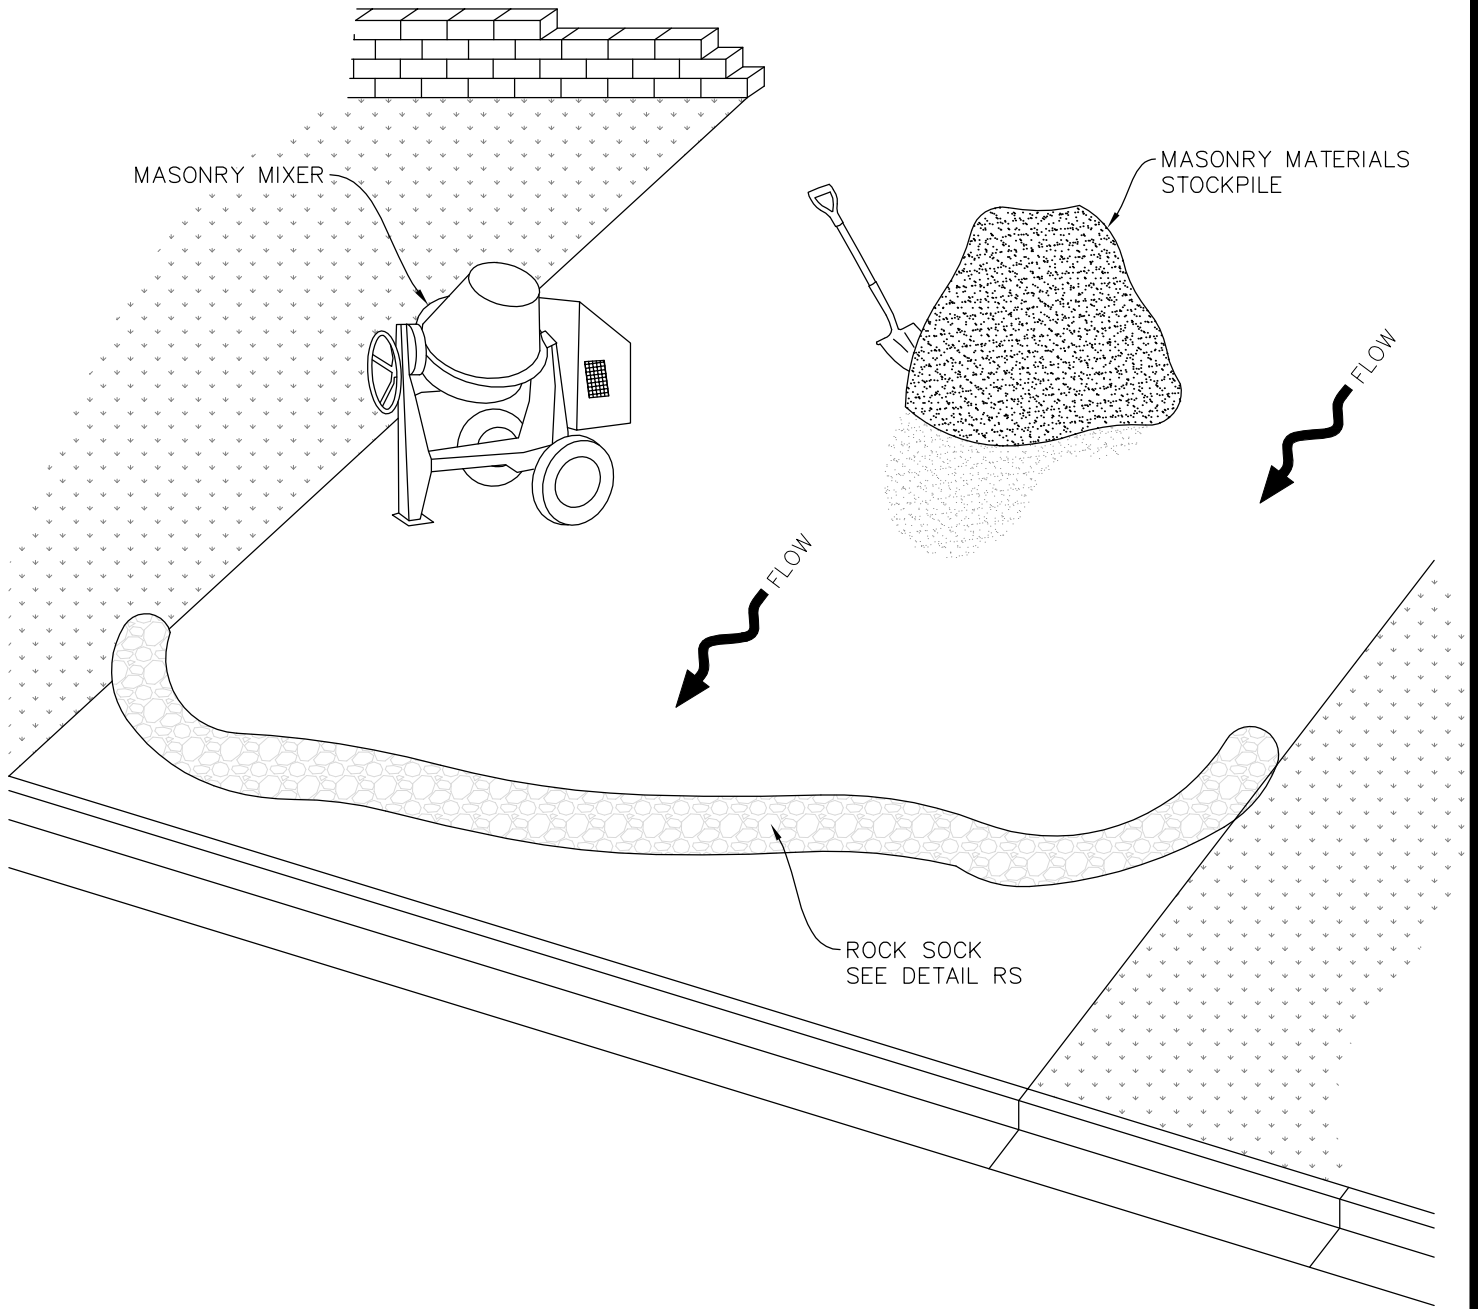 MASONRY MIXER
MASONRY MATERIALS
STOCKPILE
FLOW
FLOW
ROCK SOCK
SEE DETAIL RS